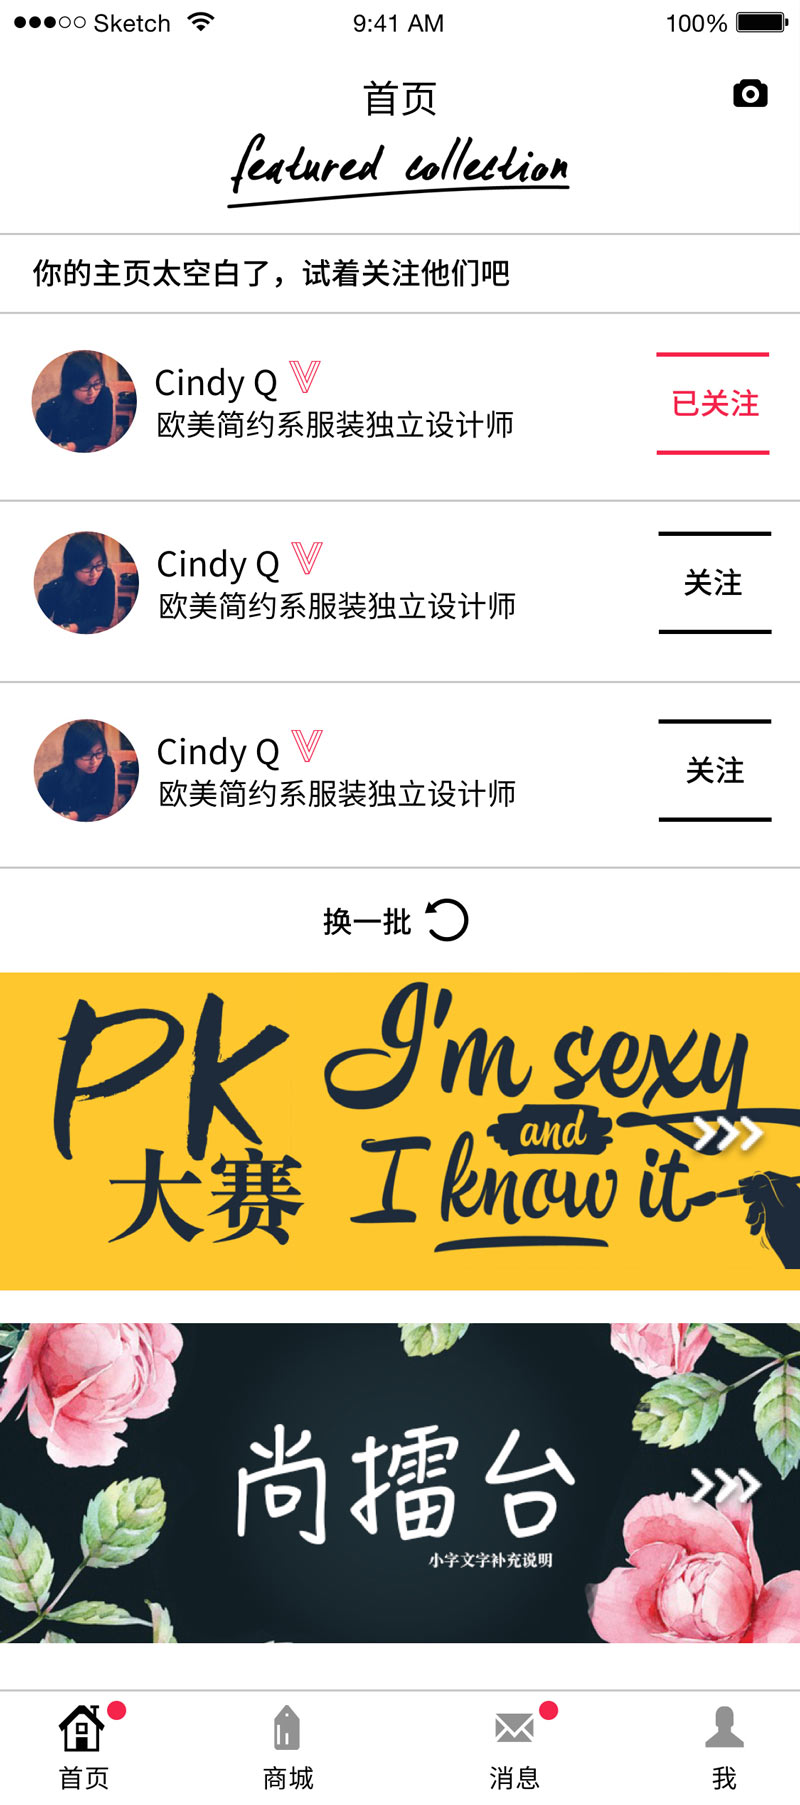 Sketch 9:41 AM 100%
首页
featured collection
你的主页太空白了，试着关注他们吧
Cindy Q
欧美简约系服装独立设计师
已关注
Cindy Q
欧美简约系服装独立设计师
关注
Cindy Q
欧美简约系服装独立设计师
关注
换一批
PK
大赛
I'm sexy
and
I know it
尚擂台
小字文字补充说明
首页 商城 消息 我